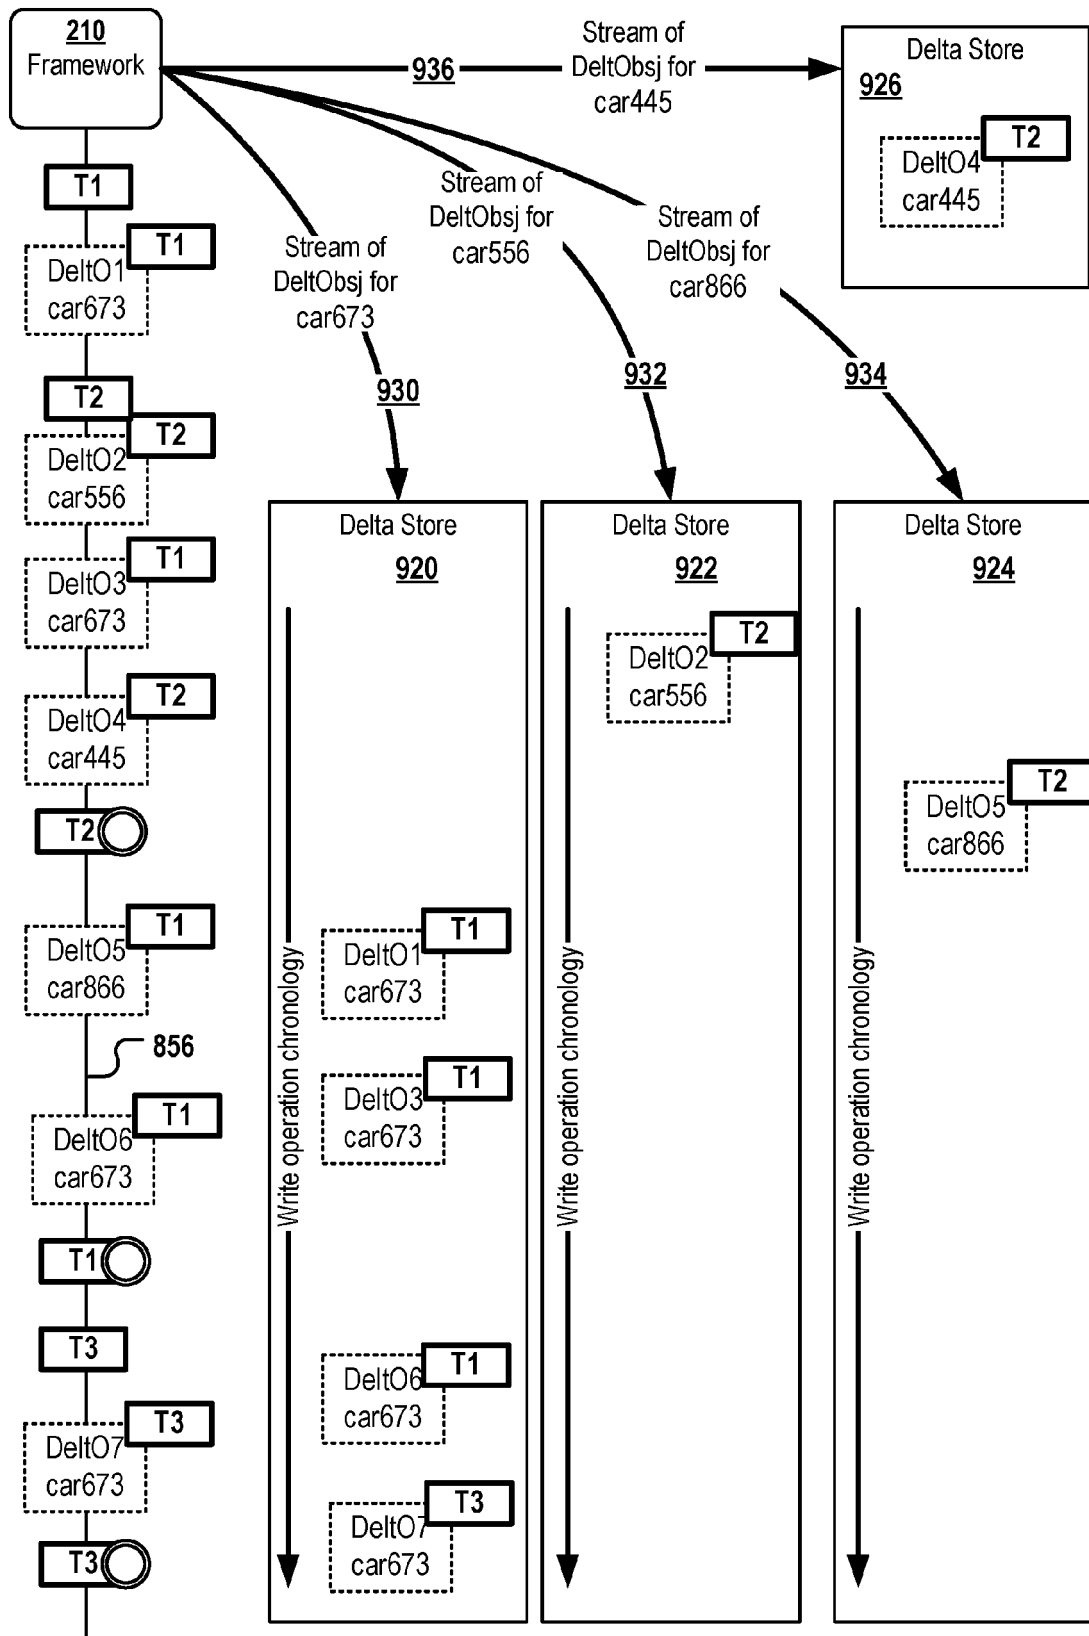 210
Framework
936
Stream of
DeltObsj for
car445
Delta Store
926
T2
DeltO4
car445
T1
T1
DeltO1
car673
Stream of
DeltObsj for
car673
Stream of
DeltObsj for
car556
Stream of
DeltObsj for
car866
930
932
934
T2
T2
DeltO2
car556
T1
DeltO3
car673
T2
DeltO4
car445
T2
T1
DeltO5
car866
856
T1
DeltO6
car673
T1
T3
T3
DeltO7
car673
T3
Delta Store
920
Write operation chronology
T1
DeltO1
car673
T1
DeltO3
car673
T1
DeltO6
car673
T3
DeltO7
car673
Delta Store
922
Write operation chronology
T2
DeltO2
car556
Delta Store
924
Write operation chronology
T2
DeltO5
car866